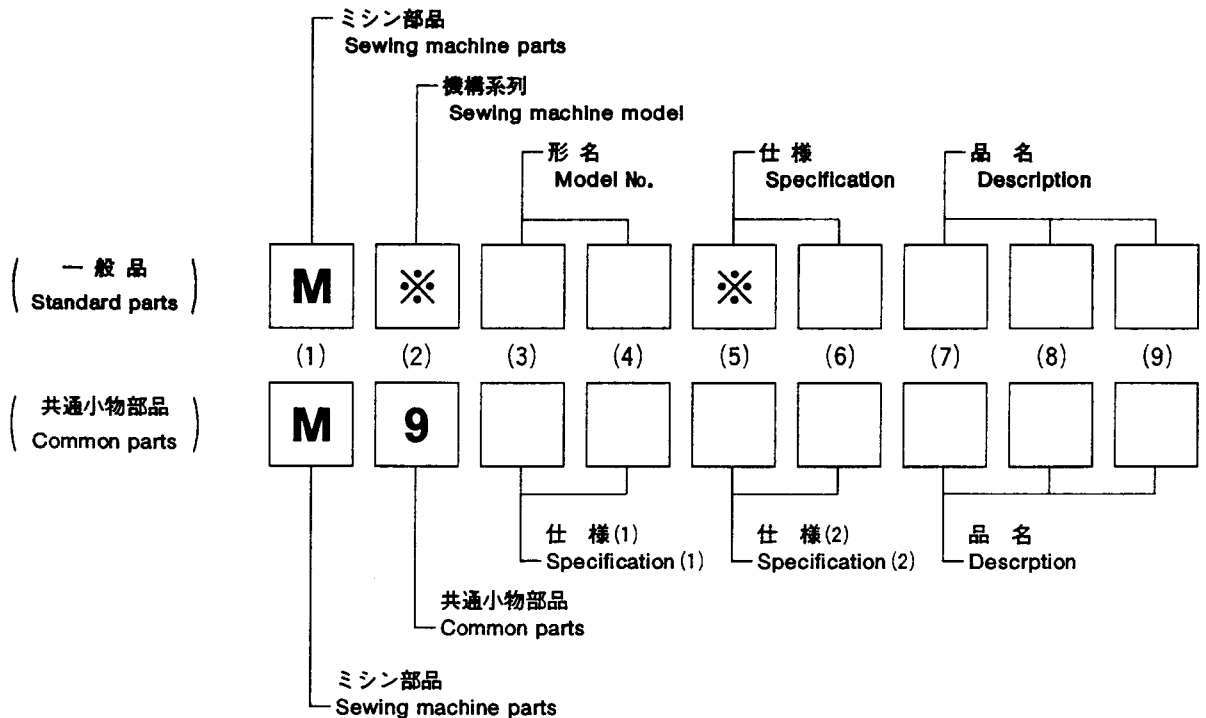 ミシン部品
Sewing machine parts
機構系列
Sewing machine model
形 名
Model No.
仕 様
Specification
品 名
Description
一 般 品
Standard parts
M ※ ※
(1) (2) (3) (4) (5) (6) (7) (8) (9)
共通小物部品
Common parts
M 9
仕 様(1)
Specification(1)
仕 様(2)
Specification(2)
品 名
Descrption
共通小物部品
Common parts
ミシン部品
Sewing machine parts